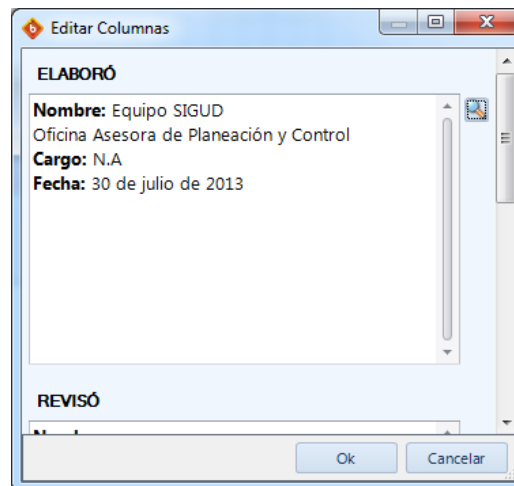 Editar Columnas
ELABORÓ
Nombre: Equipo SIGUD
Oficina Asesora de Planeación y Control
Cargo: N.A
Fecha: 30 de julio de 2013
REVISÓ
Ok
Cancelar